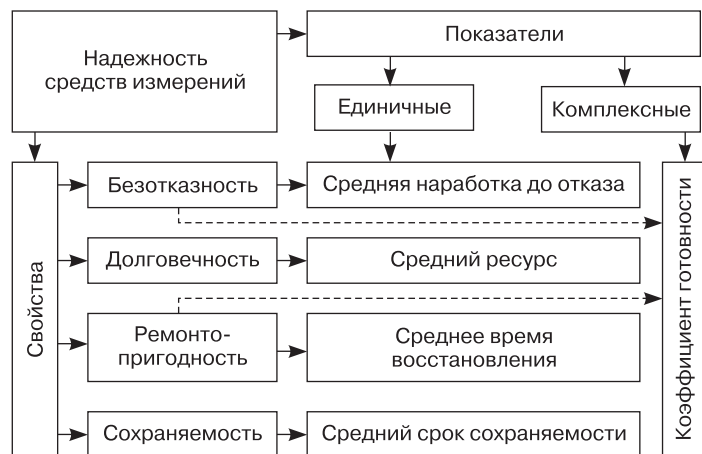 Надежность
средств измерений
Показатели
Единичные
Комплексные
Свойства
Безотказность
Средняя наработка до отказа
Долговечность
Средний ресурс
Ремонто-
пригодность
Среднее время
восстановления
Сохраняемость
Средний срок сохраняемости
Коэффициент готовности